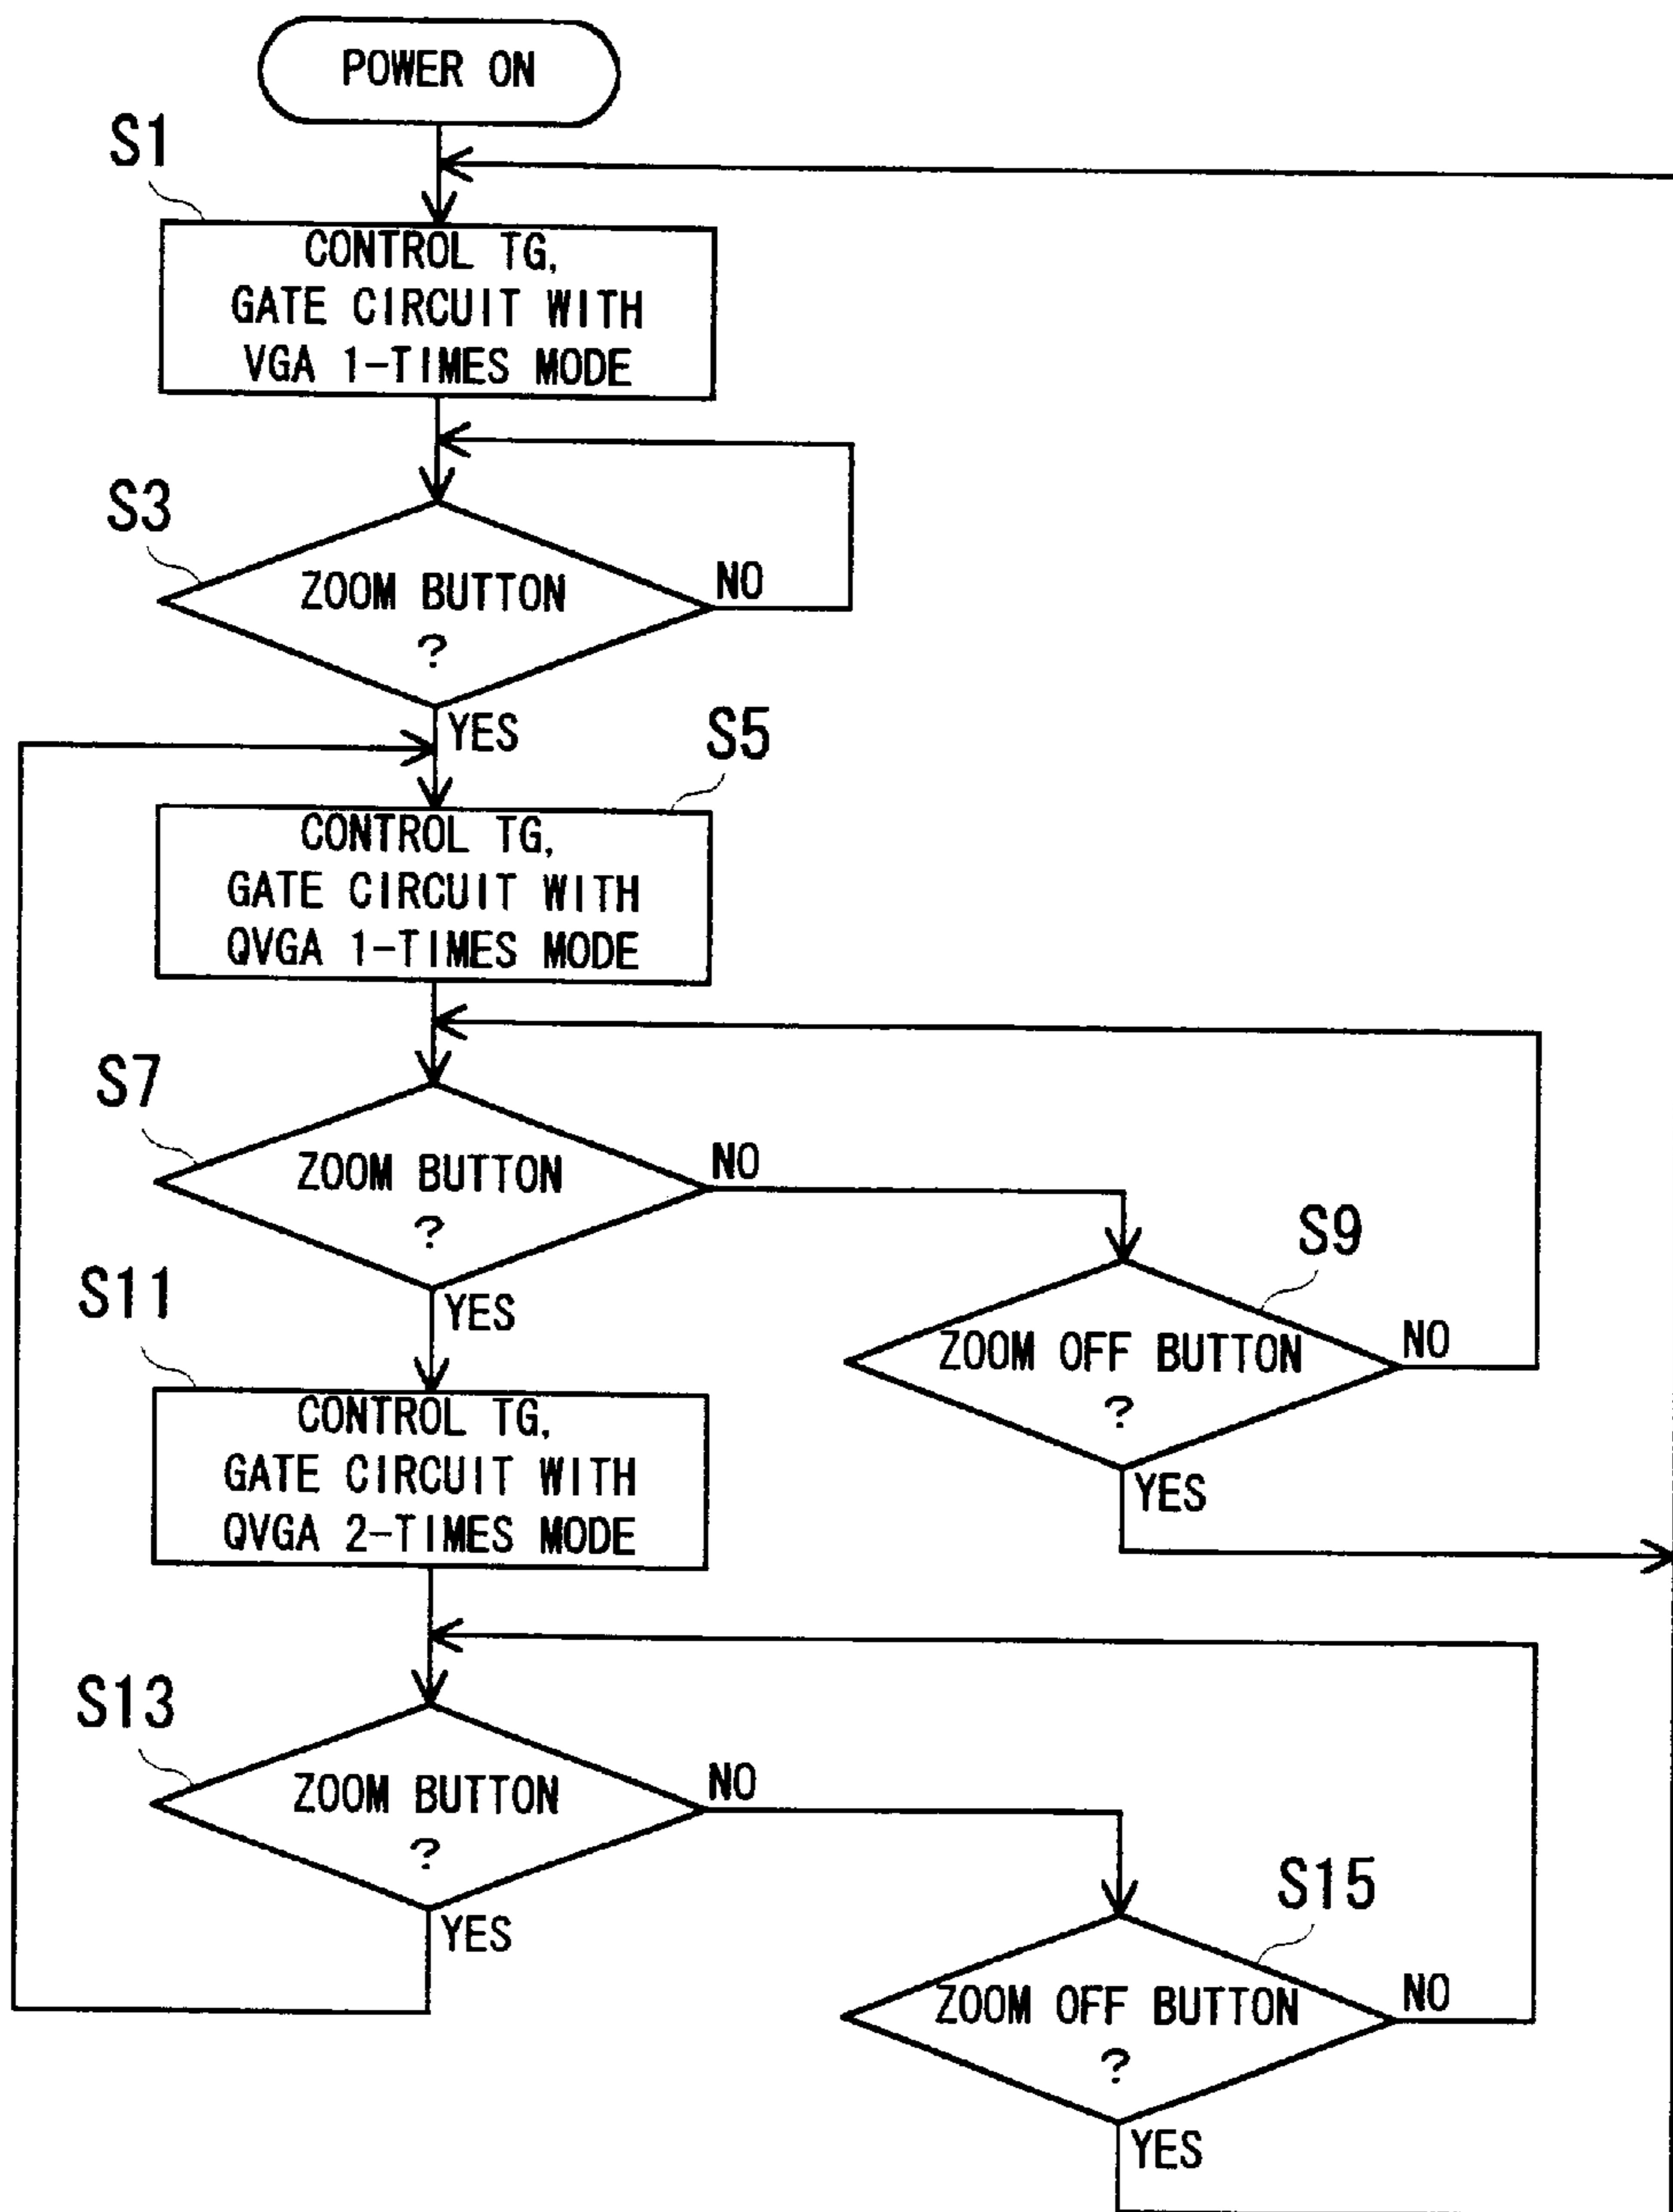 POWER ON
S1
CONTROL TG,
GATE CIRCUIT WITH
VGA 1-TIMES MODE
S3
ZOOM BUTTON
?
NO
YES
S5
CONTROL TG,
GATE CIRCUIT WITH
QVGA 1-TIMES MODE
S7
ZOOM BUTTON
?
NO
YES
S9
ZOOM OFF BUTTON
?
NO
YES
S11
CONTROL TG,
GATE CIRCUIT WITH
QVGA 2-TIMES MODE
S13
ZOOM BUTTON
?
NO
YES
S15
ZOOM OFF BUTTON
?
NO
YES